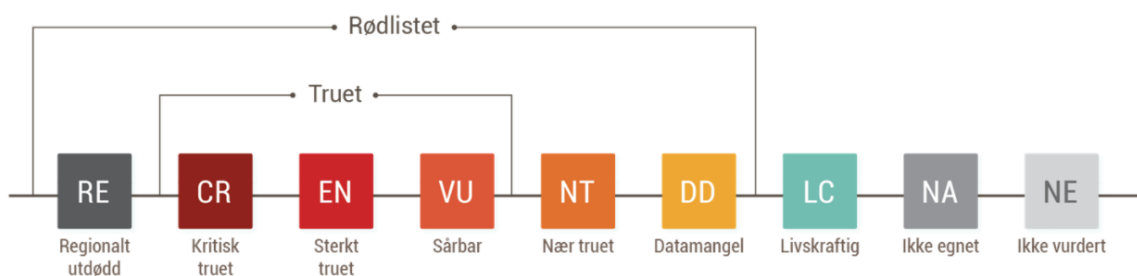 Rødlistet
Truet
RE
CR
EN
VU
NT
DD
LC
NA
NE
Regionalt
utdødd
Kritisk
truet
Sterkt
truet
Sårbar
Nær truet
Datamangel
Livskraftig
Ikke egnet
Ikke vurdert